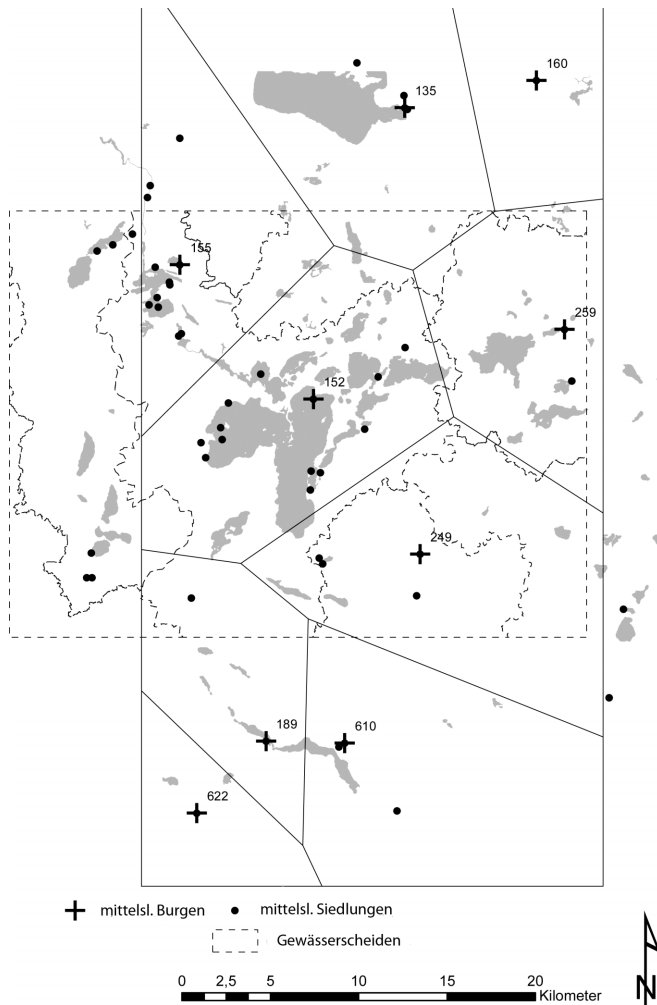 160
135
155
259
152
249
189
610
622
mittelsl. Burgen
mittelsl. Siedlungen
Gewässerscheiden
0 2,5 5 10 15 20
Kilometer
N